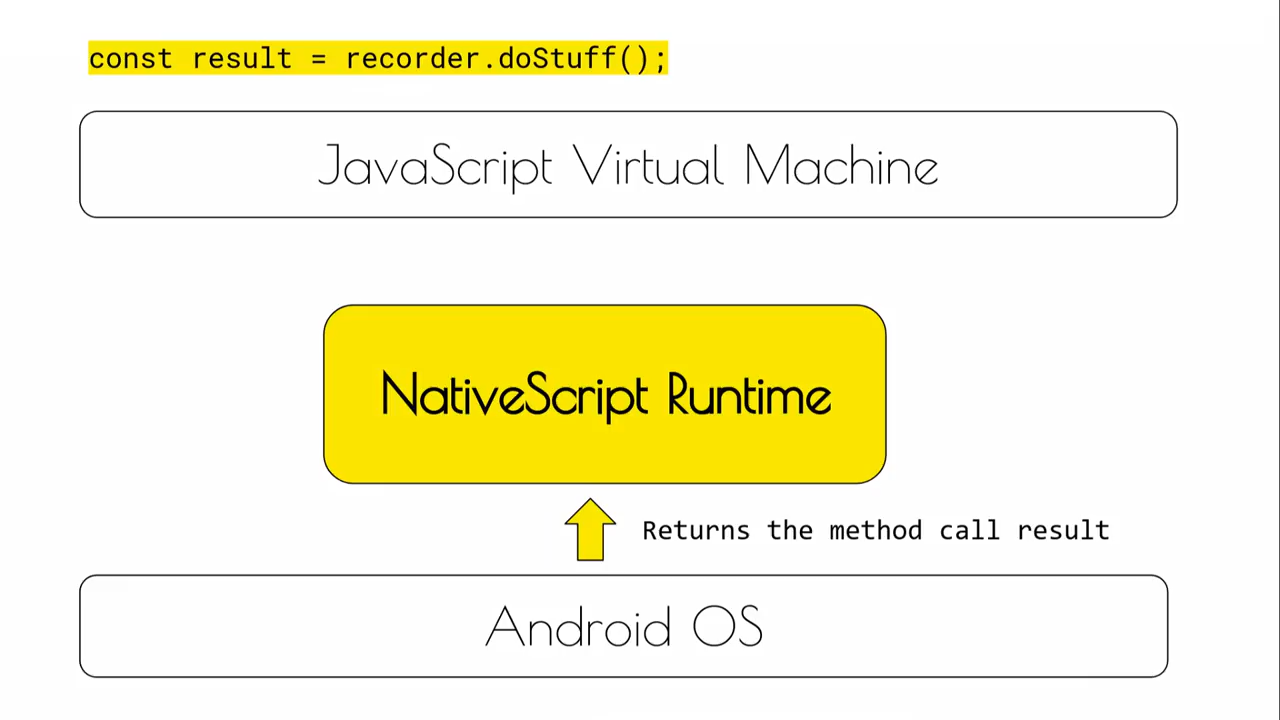 const result = recorder.doStuff();
JavaScript Virtual Machine
NativeScript Runtime
Returns the method call result
Android OS